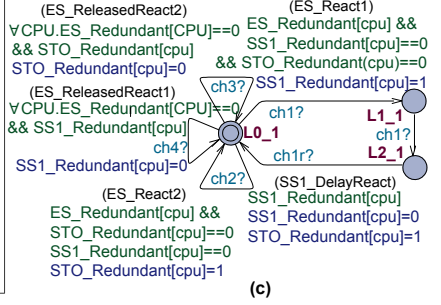 (ES_ReleasedReact2)
∀CPU.ES_Redundant[CPU]==0
&& STO_Redundant[cpu]
STO_Redundant[cpu]=0
(ES_React1)
ES_Redundant[cpu] &&
SS1_Redundant[cpu]==0
&& STO_Redundant(cpu)==0
SS1_Redundant[cpu]=1
(ES_ReleasedReact1)
∀CPU.ES_Redundant[CPU]==0
&& SS1_Redundant[cpu]
SS1_Redundant[cpu]=0
ch3?
ch4?
ch2?
L0_1
ch1?
L1_1
ch1?
L2_1
ch1r?
(ES_React2)
ES_Redundant[cpu] &&
STO_Redundant[cpu]==0
SS1_Redundant[cpu]==0
STO_Redundant[cpu]=1
(SS1_DelayReact)
SS1_Redundant[cpu]
SS1_Redundant[cpu]=0
STO_Redundant[cpu]=1
(c)